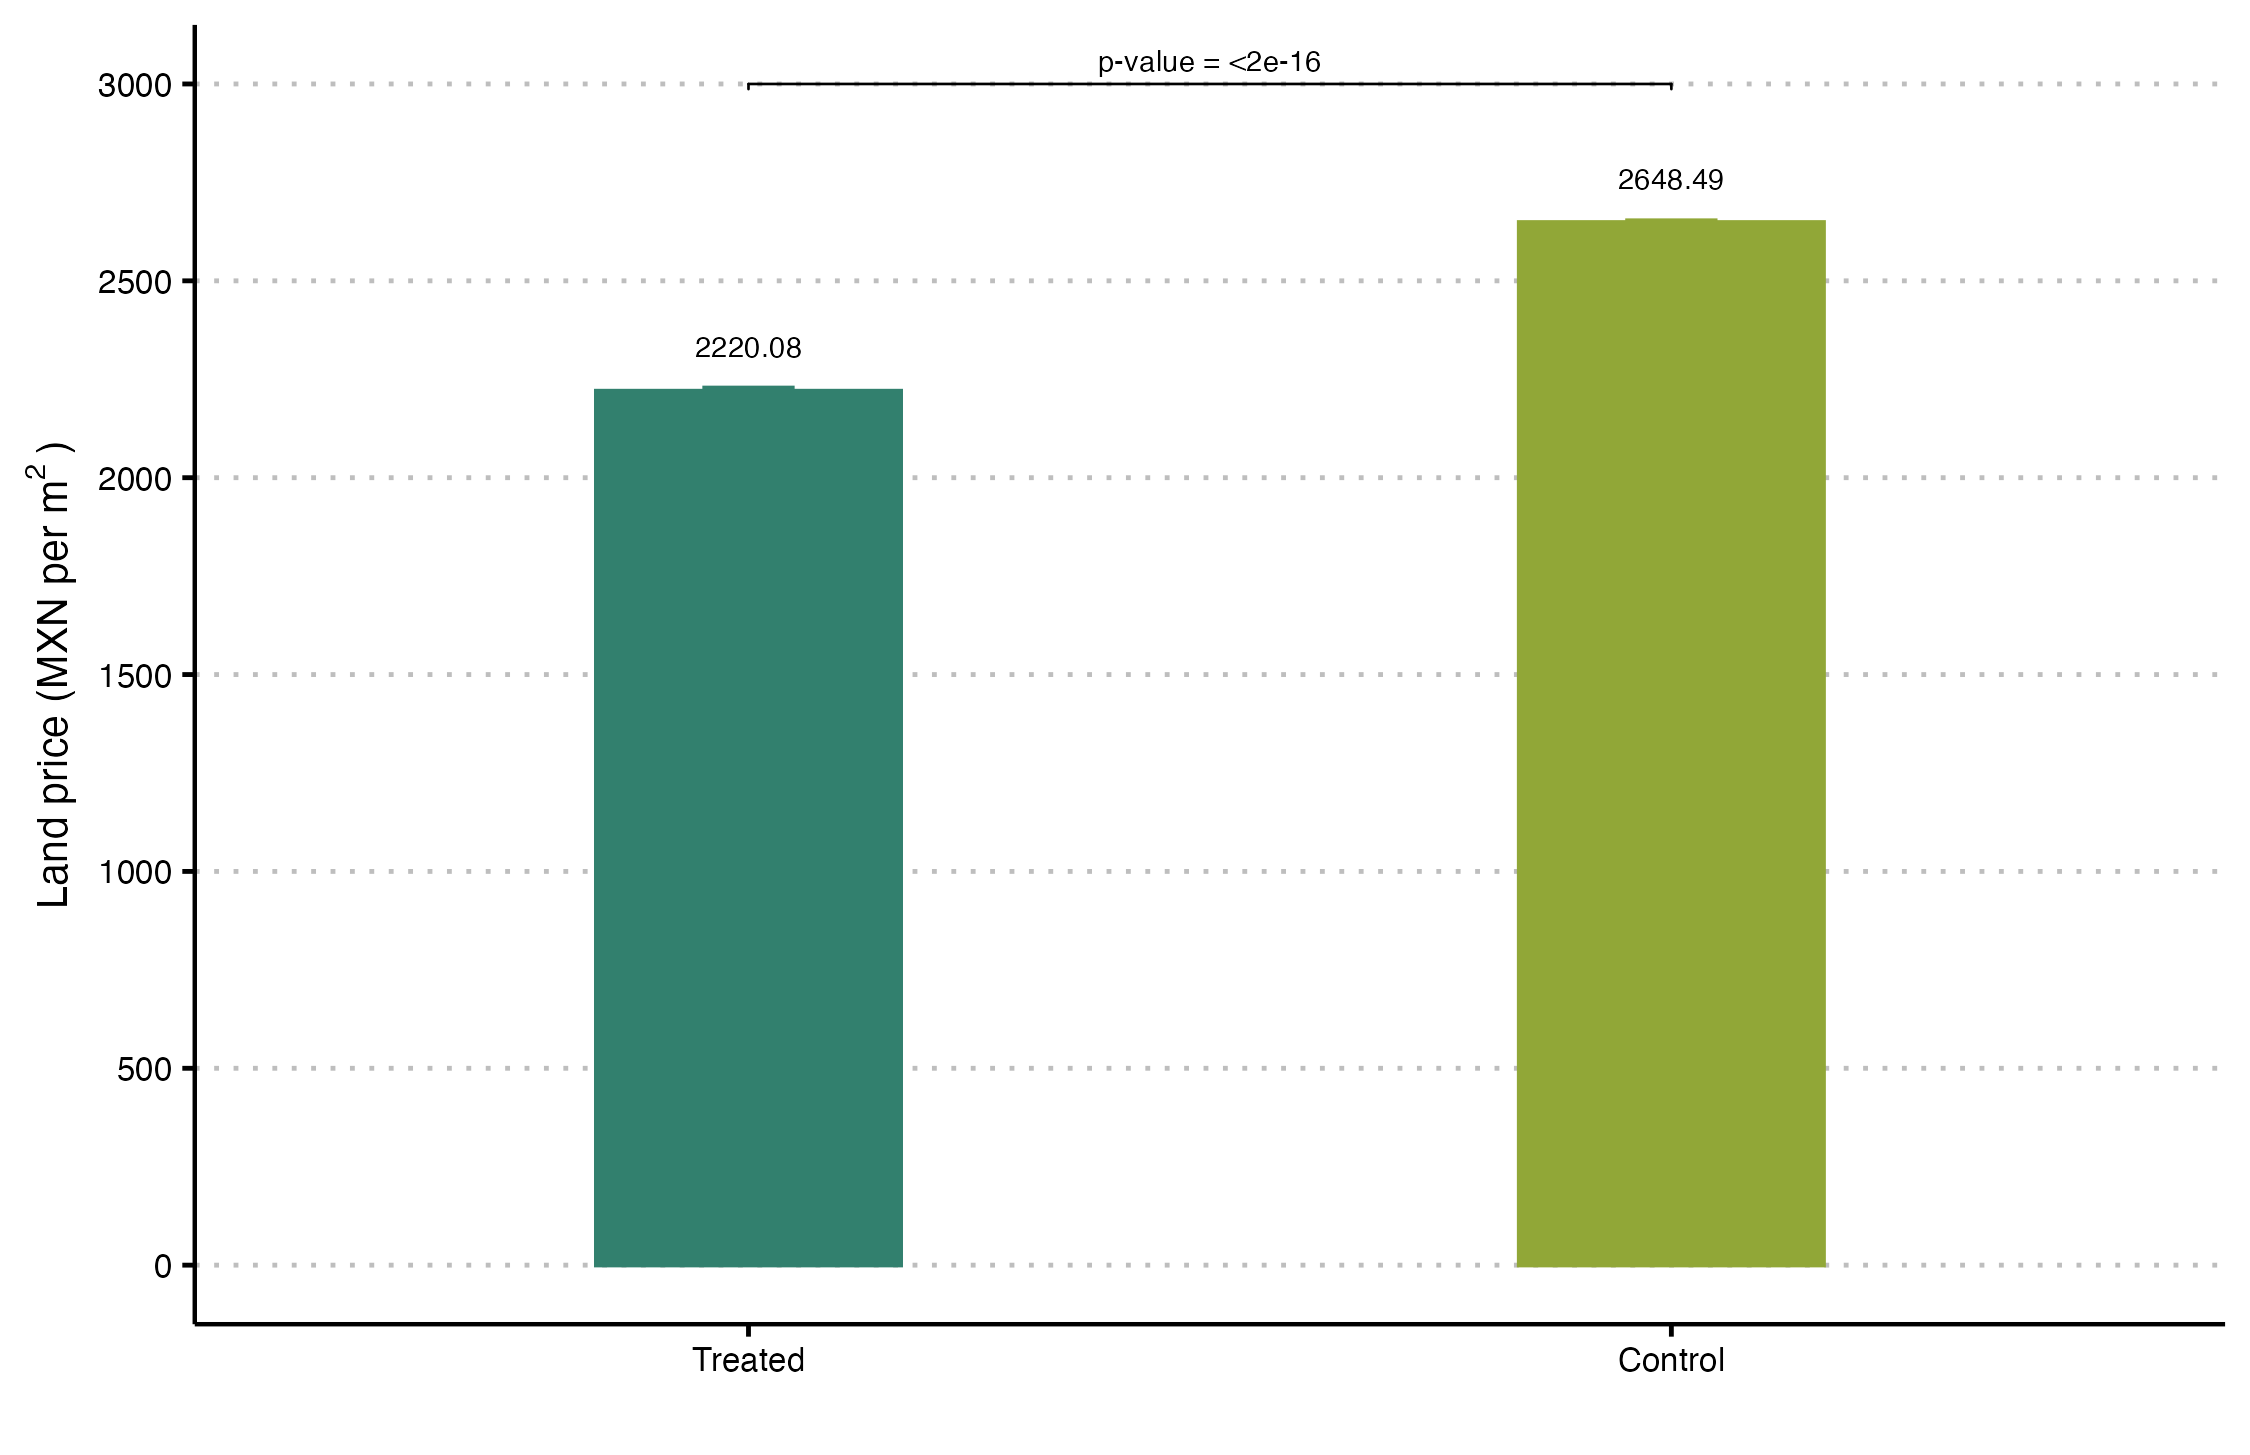 p-value = <2e-16
3000
2648.49
2500
2220.08
2000
1500
1000
500
0
Land price (MXN per m²)
Treated
Control